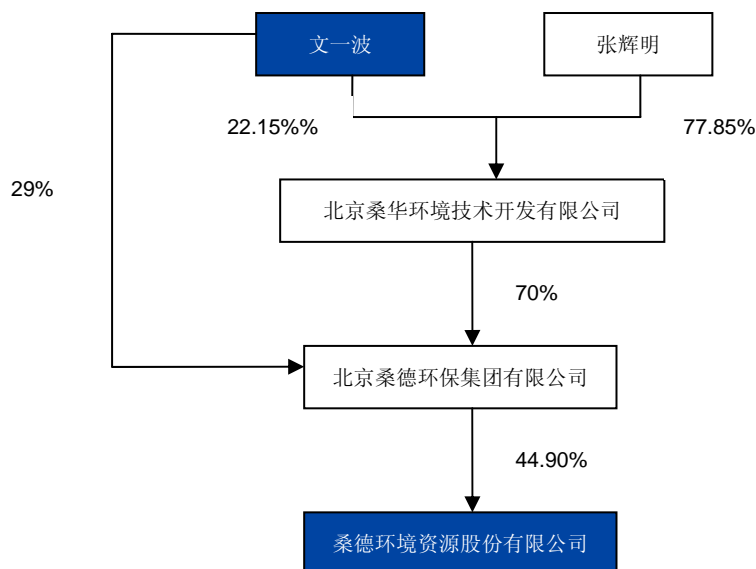 文一波
张辉明
22.15%%
77.85%
29%
北京桑华环境技术开发有限公司
70%
北京桑德环保集团有限公司
44.90%
桑德环境资源股份有限公司